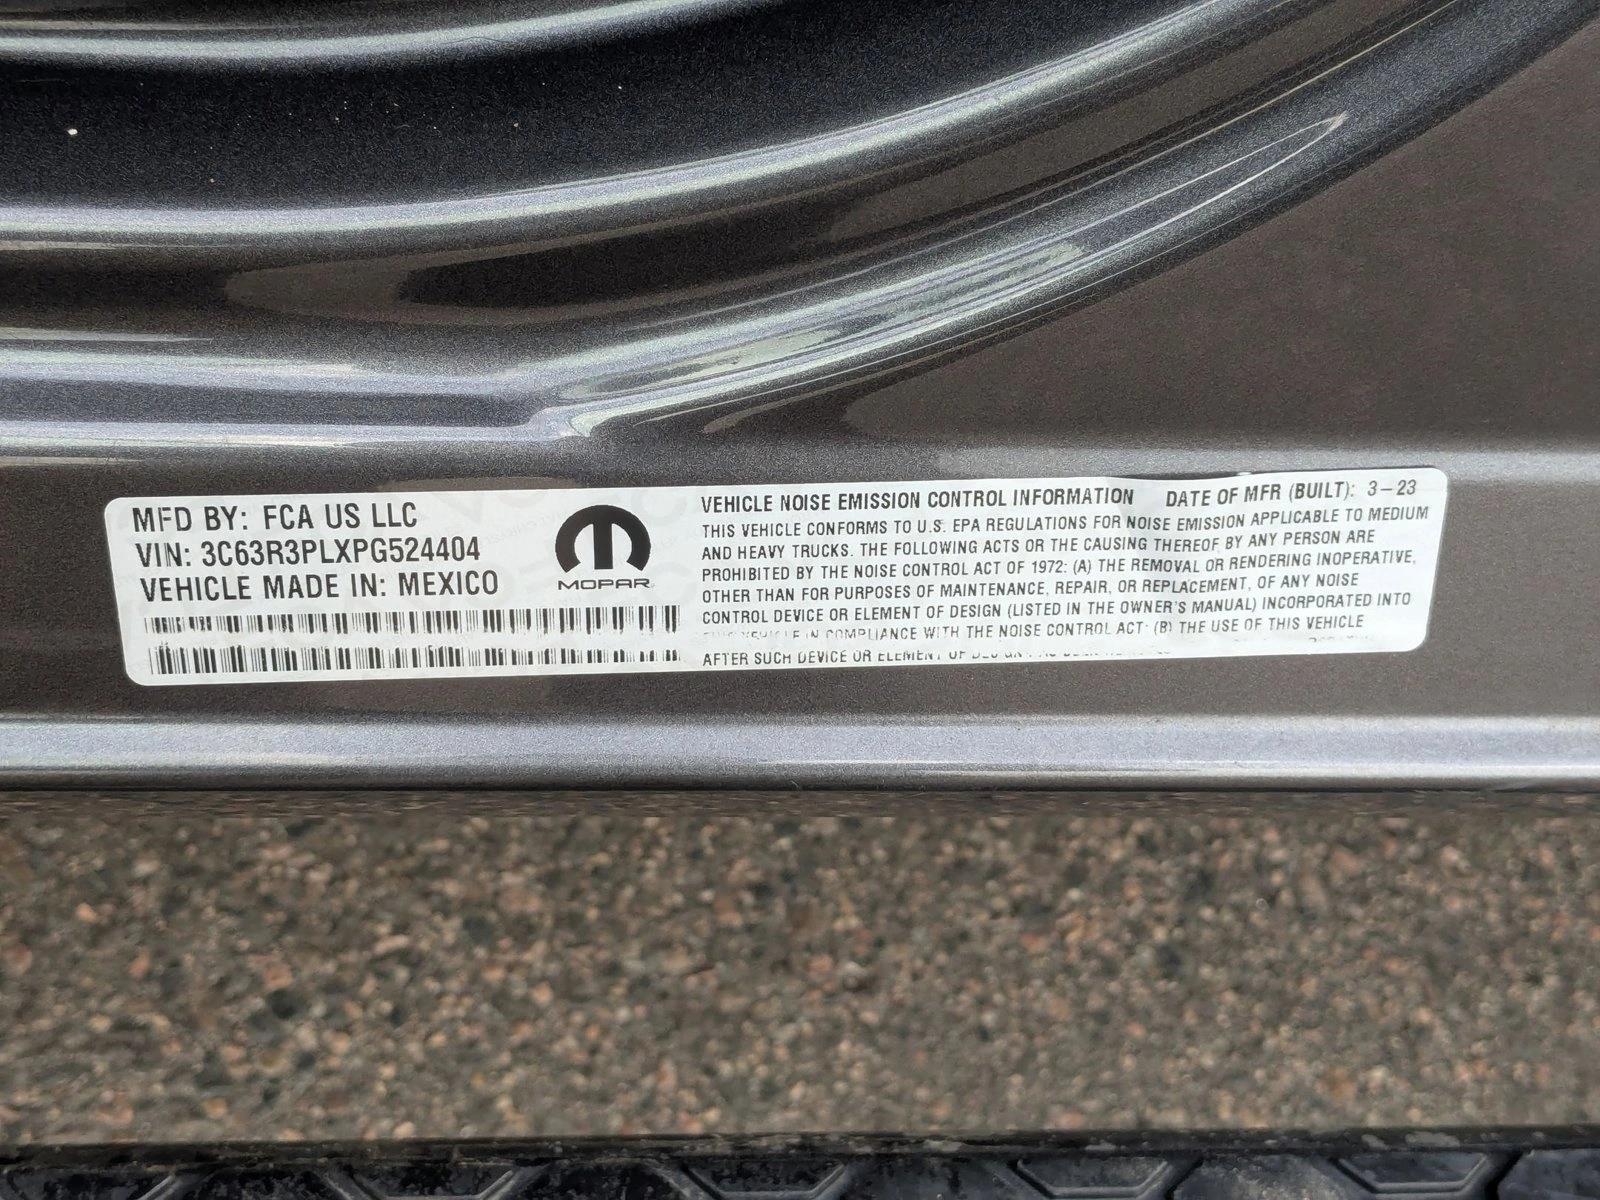 MFD BY: FCA US LLC
VIN: 3C63R3PLXPG524404
VEHICLE MADE IN: MEXICO
MOPAR
VEHICLE NOISE EMISSION CONTROL INFORMATION DATE OF MFR (BUILT): 3-23
THIS VEHICLE CONFORMS TO U.S. EPA REGULATIONS FOR NOISE EMISSION APPLICABLE TO MEDIUM
AND HEAVY TRUCKS. THE FOLLOWING ACTS OR THE CAUSING THEREOF BY ANY PERSON ARE
PROHIBITED BY THE NOISE CONTROL ACT OF 1972: (A) THE REMOVAL OR RENDERING INOPERATIVE,
OTHER THAN FOR PURPOSES OF MAINTENANCE, REPAIR, OR REPLACEMENT, OF ANY NOISE
CONTROL DEVICE OR ELEMENT OF DESIGN (LISTED IN THE OWNER'S MANUAL) INCORPORATED INTO
VEHICLE IN COMPLIANCE WITH THE NOISE CONTROL ACT: (B) THE USE OF THIS VEHICLE
AFTER SUCH DEVICE OR ELEMENT OF